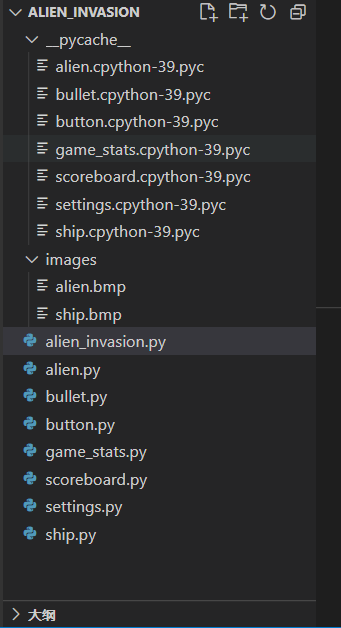 ALIEN_INVASION
__pycache__
alien.cpython-39.pyc
bullet.cpython-39.pyc
button.cpython-39.pyc
game_stats.cpython-39.pyc
scoreboard.cpython-39.pyc
settings.cpython-39.pyc
ship.cpython-39.pyc
images
alien.bmp
ship.bmp
alien_invasion.py
alien.py
bullet.py
button.py
game_stats.py
scoreboard.py
settings.py
ship.py
大纲